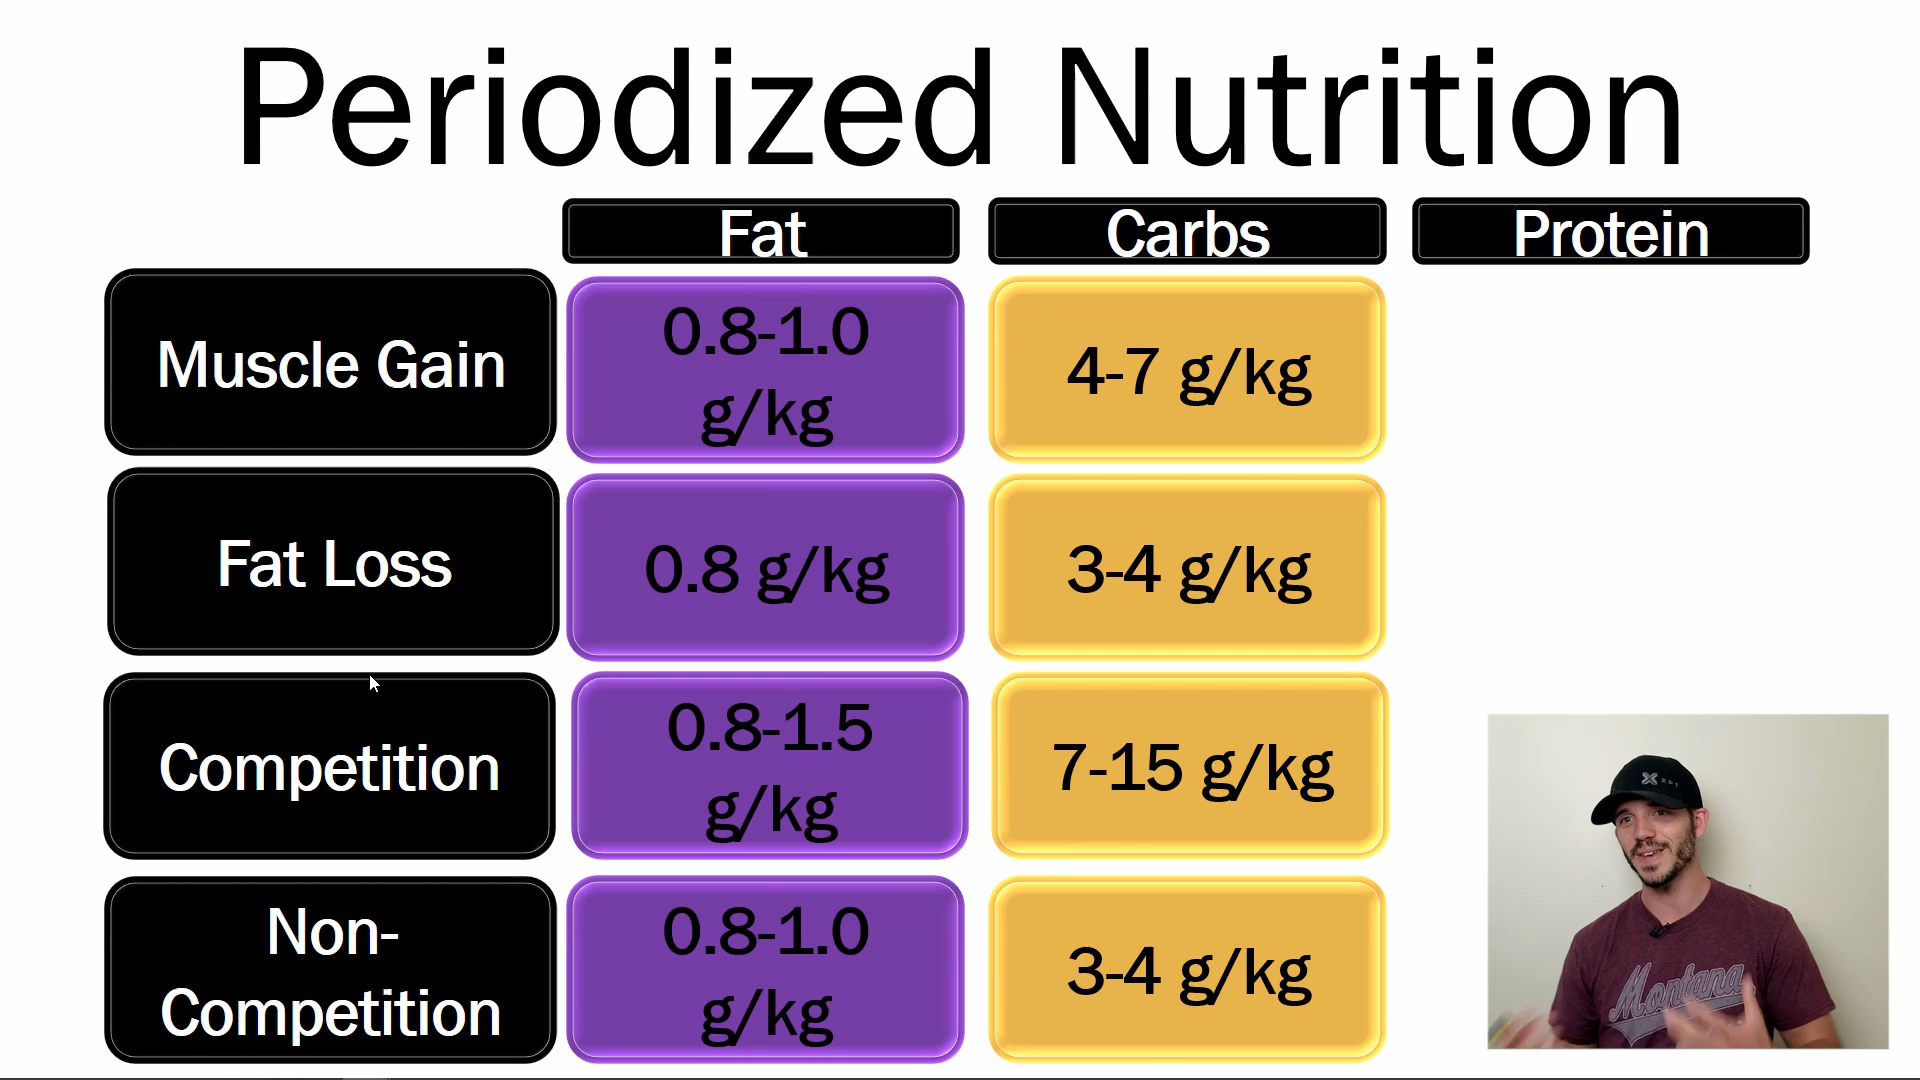 Periodized Nutrition
Fat
Carbs
Protein
Muscle Gain
0.8-1.0
g/kg
4-7 g/kg
Fat Loss
0.8 g/kg
3-4 g/kg
Competition
0.8-1.5
g/kg
7-15 g/kg
Non-
Competition
0.8-1.0
g/kg
3-4 g/kg
XPT
Montana